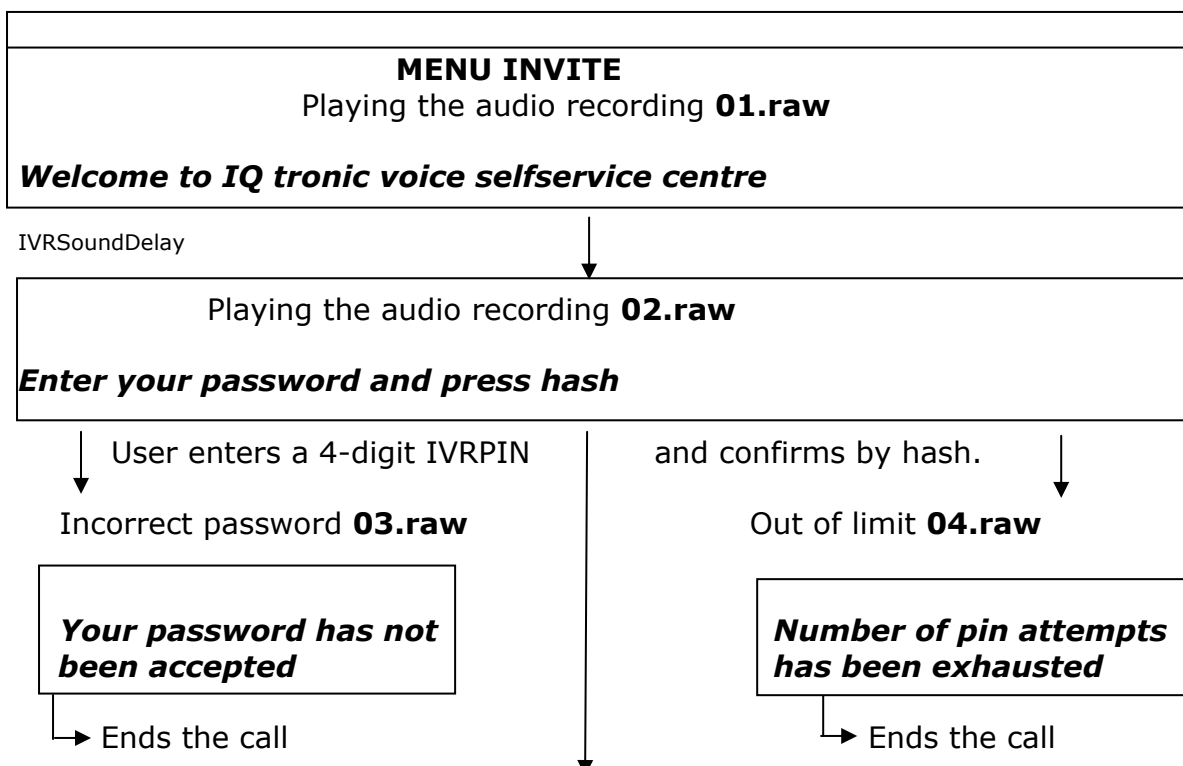 MENU INVITE
Playing the audio recording 01.raw
Welcome to IQ tronic voice selfservice centre
IVRSoundDelay
Playing the audio recording 02.raw
Enter your password and press hash
User enters a 4-digit IVRPIN and confirms by hash.
Incorrect password 03.raw
Out of limit 04.raw
Your password has not
been accepted
Number of pin attempts
has been exhausted
Ends the call
Ends the call